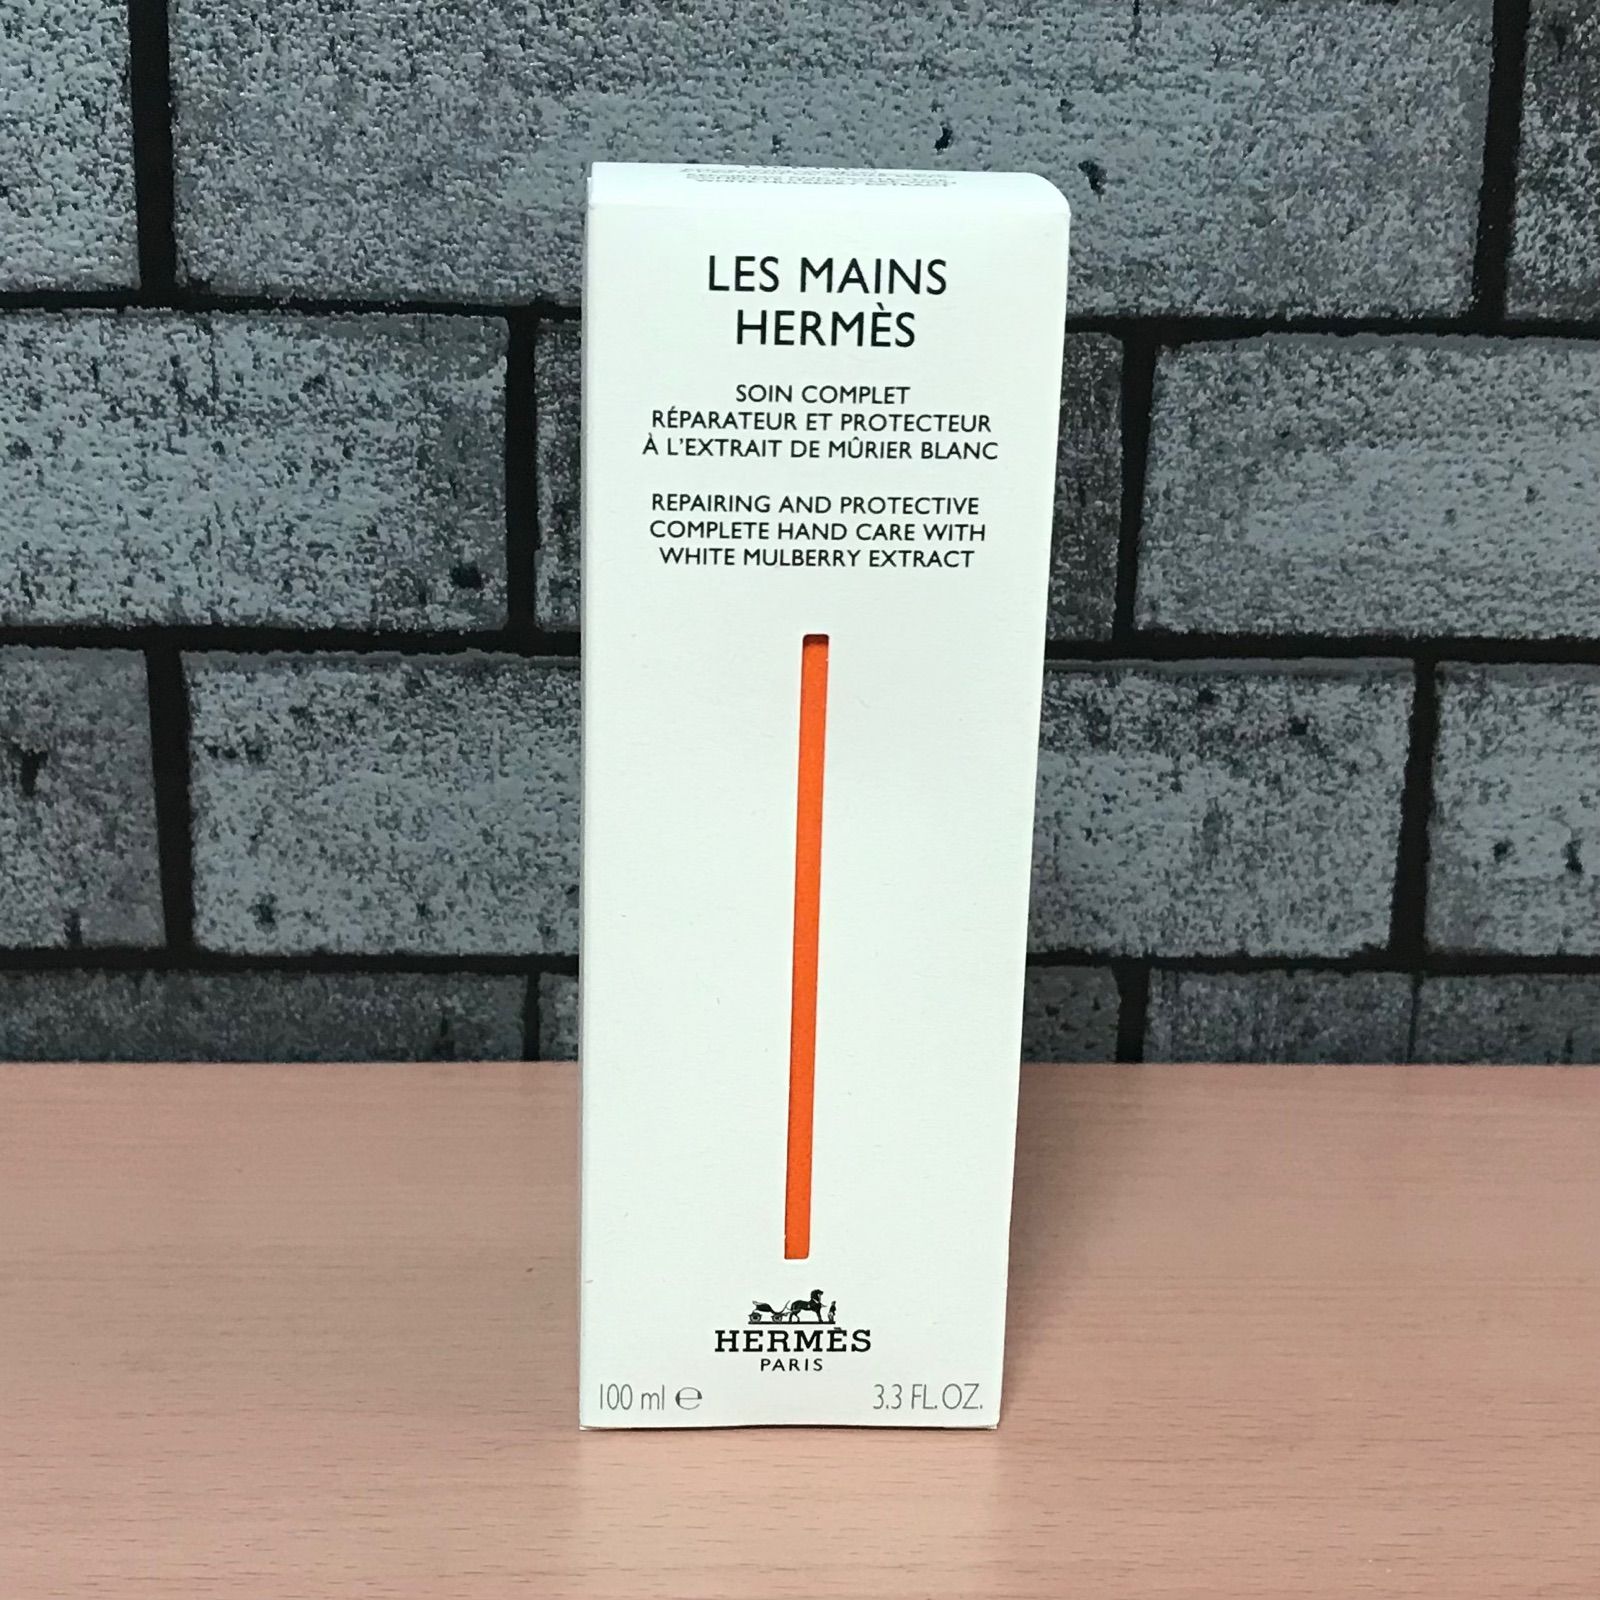 LES MAINS
HERMÈS
SOIN COMPLET
RÉPARATEUR ET PROTECTEUR
À L'EXTRAIT DE MÛRIER BLANC
REPAIRING AND PROTECTIVE
COMPLETE HAND CARE WITH
WHITE MULBERRY EXTRACT
HERMÈS
PARIS
100 ml ℮
3.3 FL.OZ.